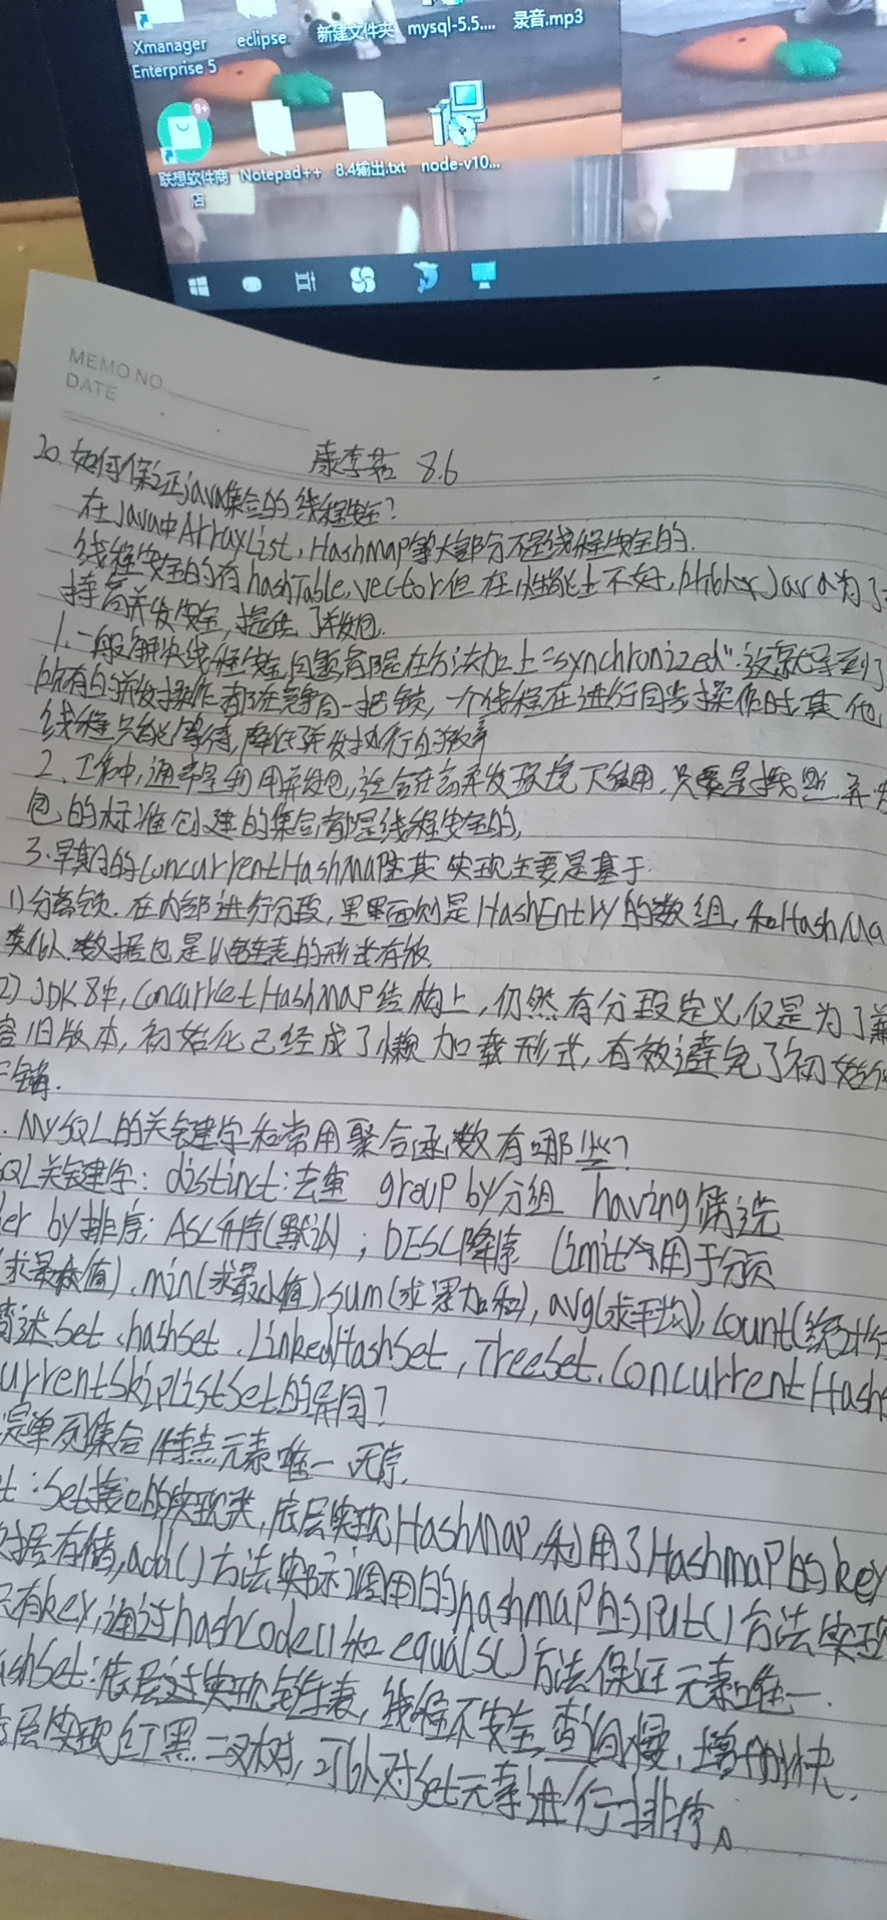 Xmanager Enterprise 5
eclipse
新建文件夹
mysql-5.5....
录音.mp3
9+
联想软件商店
Notepad++
8.4输出.txt
node-v10...
MEMO NO
DATE
康李茗 8.6
20.如何保证java集合的线程安全?
在Java中ArrayList,HashMap等大部分不是线程安全的.
线程安全的有hashTable,vector但在性能上不好,所以Java为了
提高并发安全,提供了并发包.
1.一般解决线程安全问题都是在方法加上"synchronized".这就导致到了
所有的并发操作都在竞争同一把锁,一个线程在进行同步操作时其他
线程只能等待,降低了并发执行的效率
2.工作中,通常是利用并发包,适合在高并发环境下使用.只要是按照并发
包的标准创建的集合都是线程安全的,
3.早期的ConcurrentHashMap其实现主要是基于.
1)分离锁.在内部进行分段,里面则是HashEntry的数组,和HashMa
类似,数据也是以链表的形式存放.
2)JDK8中,ConcurrcetHashMap结构上,仍然有分段定义,仅是为了兼
容旧版本,初始化已经成了懒加载形式,有效避免了初始化
开销.
.MySQL的关键字和常用聚合函数有哪些?
SQL关键字:distinct:去重 group by分组 having筛选
er by排序;ASC升序(默认);DESC降序 limit用于分页
(求最大值).min(求最小值),sum(求累加和),avg(求平均),count(统计行
简述Set.hashSet.LinkedHashSet,TreeSet.ConcurrentHashS
urrentSkipListSet的异同?
是单列集合 特点元素唯一 无序.
t:Set接口的实现类,底层实现HashMap,利用了HashMap的key
数据存储,add()方法实际调用的hashmap的put()方法实现
只有key,通过hashCode()和equals()方法保证元素唯一.
ashSet:底层实现链表,线程不安全,查询慢,增删快.
底层实现红黑二叉树,可以对set元素进行排序。